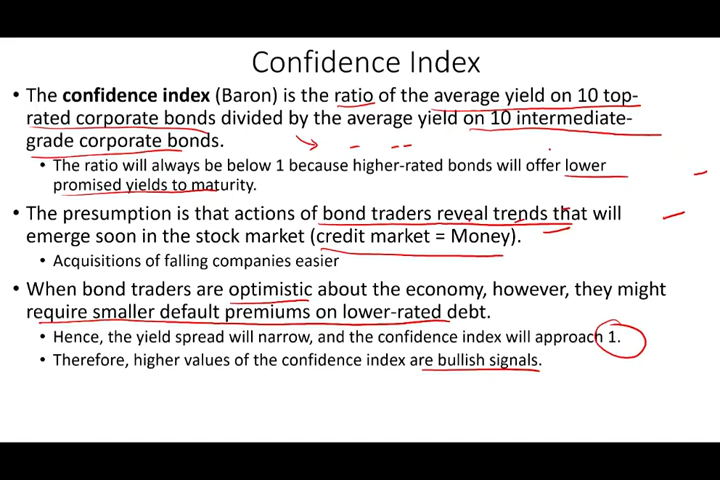 Confidence Index
• The confidence index (Baron) is the ratio of the average yield on 10 top-
rated corporate bonds divided by the average yield on 10 intermediate-
grade corporate bonds.
• The ratio will always be below 1 because higher-rated bonds will offer lower
promised yields to maturity.
• The presumption is that actions of bond traders reveal trends that will
emerge soon in the stock market (credit market = Money).
• Acquisitions of falling companies easier
• When bond traders are optimistic about the economy, however, they might
require smaller default premiums on lower-rated debt.
• Hence, the yield spread will narrow, and the confidence index will approach 1.
• Therefore, higher values of the confidence index are bullish signals.